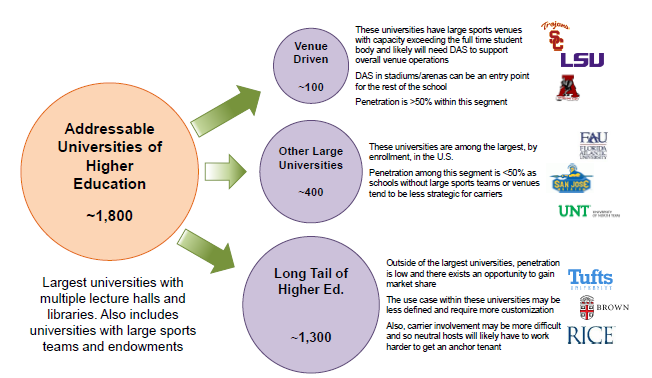 Addressable
Universities of
Higher
Education
~1,800
Largest universities with
multiple lecture halls and
libraries. Also includes
universities with large sports
teams and endowments
Venue
Driven
~100
These universities have large sports venues
with capacity exceeding the full time student
body and likely will need DAS to support
overall venue operations
DAS in stadiums/arenas can be an entry point
for the rest of the school
Penetration is >50% within this segment
Trojans
SC
LSU
A
Other Large
Universities
~400
These universities are among the largest, by
enrollment, in the U.S.
Penetration among this segment is <50% as
schools without large sports teams or venues
tend to be less strategic for carriers
FAU
FLORIDA
ATLANTIC
UNIVERSITY
SAN JOSE
UNT
UNIVERSITY
OF NORTH TEXAS
Long Tail of
Higher Ed.
~1,300
Outside of the largest universities, penetration
is low and there exists an opportunity to gain
market share
The use case within these universities may be
less defined and require more customization
Also, carrier involvement may be more difficult
and so neutral hosts will likely have to work
harder to get an anchor tenant
Tufts
UNIVERSITY
BROWN
RICE